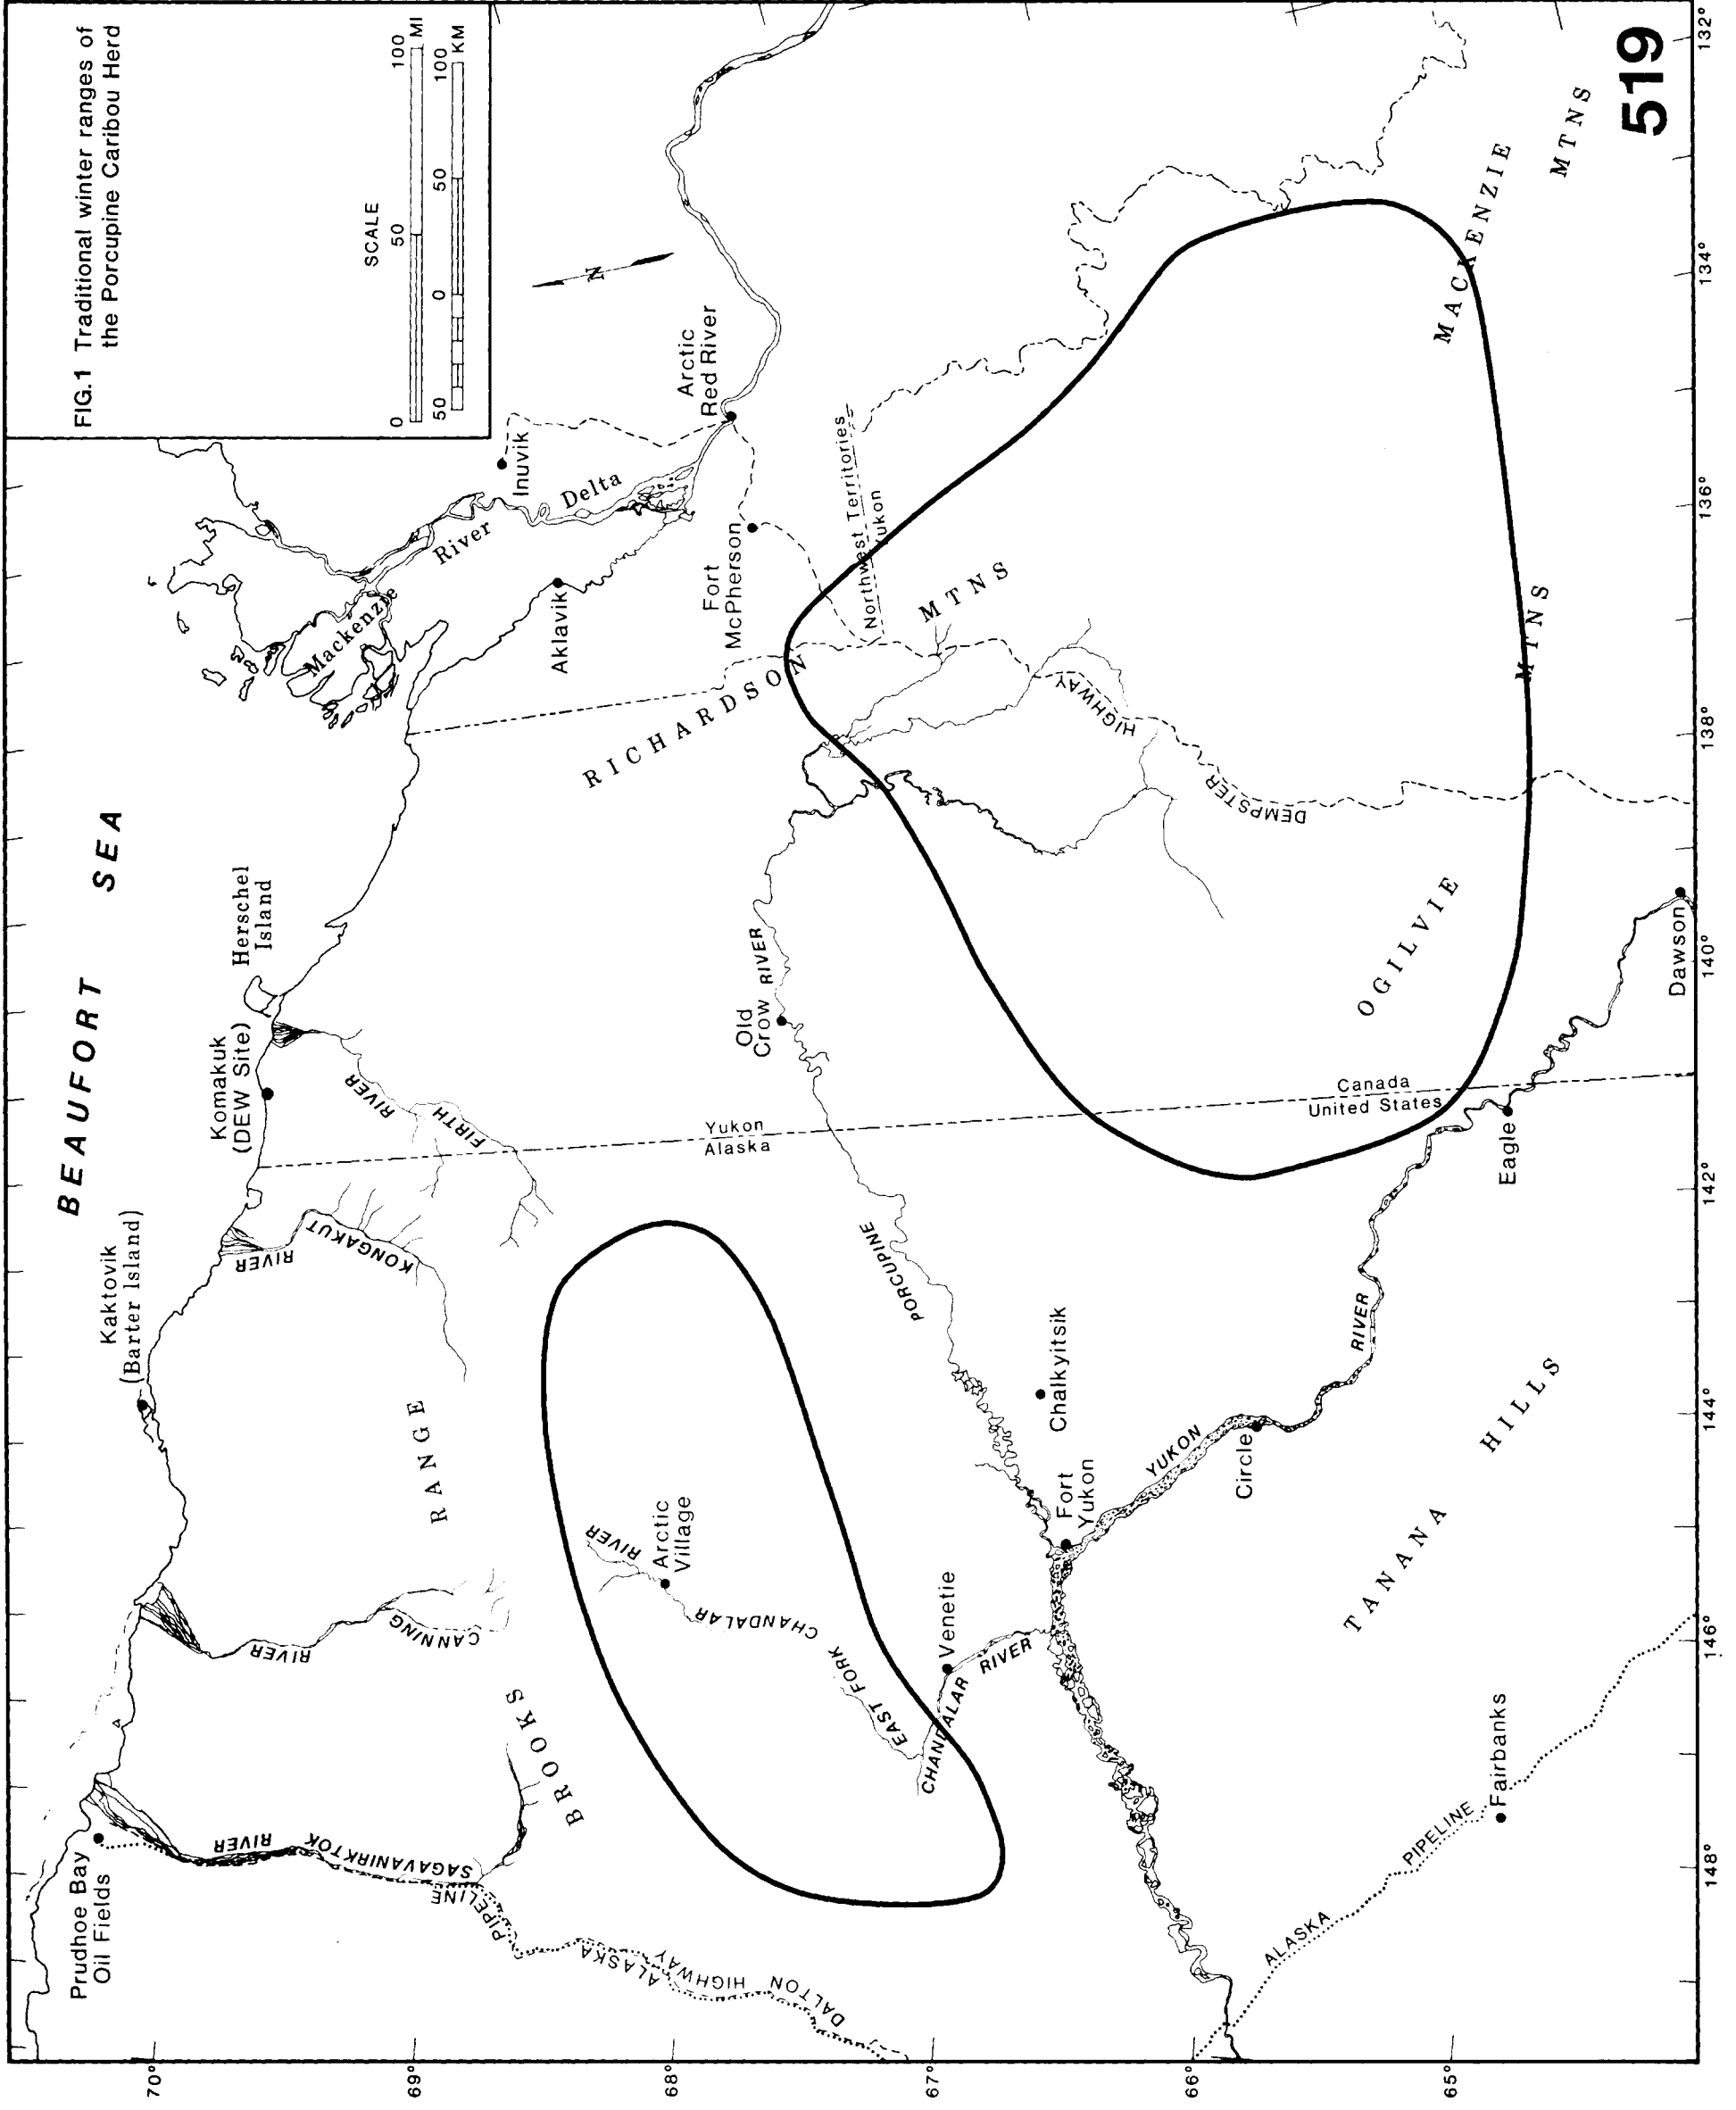 FIG.1 Traditional winter ranges of
the Porcupine Caribou Herd
SCALE
0 50 100 MI
50 0 50 100 KM
N
BEAUFORT SEA
Prudhoe Bay
Oil Fields
Kaktovik
(Barter Island)
Komakuk
(DEW Site)
Herschel
Island
Mackenzie
River
Delta
Inuvik
Aklavik
Arctic
Red River
Fort
McPherson
Northwest Territories
Yukon
RICHARDSON
MTNS
SAGAVANIRKTOK
RIVER
CANNING
RIVER
KONGAKUT
RIVER
FIRTH
RIVER
BROOKS
RANGE
PIPELINE
ALASKA
DALTON HIGHWAY
Arctic
Village
RIVER
CHANDALAR
EAST FORK
CHANDALAR
RIVER
Venetie
Yukon
Alaska
Old
Crow
RIVER
PORCUPINE
Chalkyitsik
Fort
Yukon
YUKON
RIVER
Circle
Canada
United States
Eagle
Dawson
HIGHWAY
DEMPSTER
OGILVIE
MTNS
MACKENZIE
MTNS
TANANA
HILLS
Fairbanks
ALASKA
PIPELINE
70°
69°
68°
67°
66°
65°
148°
146°
144°
142°
140°
138°
136°
134°
132°
519